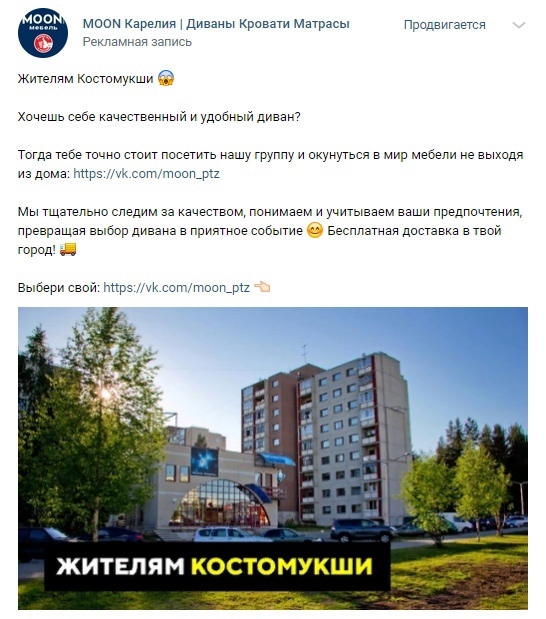 MOON
МЕБЕЛЬ
MOON Карелия | Диваны Кровати Матрасы
Продвигается
Рекламная запись
Жителям Костомукши 😱
Хочешь себе качественный и удобный диван?
Тогда тебе точно стоит посетить нашу группу и окунуться в мир мебели не выходя
из дома: https://vk.com/moon_ptz
Мы тщательно следим за качеством, понимаем и учитываем ваши предпочтения,
превращая выбор дивана в приятное событие 😊 Бесплатная доставка в твой
город! 🚚
Выбери свой: https://vk.com/moon_ptz 👈🏻
ЖИТЕЛЯМ КОСТОМУКШИ